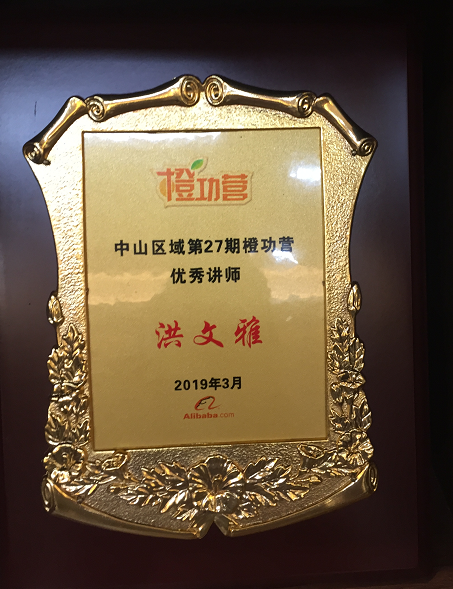 橙功营
中山区域第27期橙功营
优秀讲师
洪文雅
2019年3月
Alibaba.com